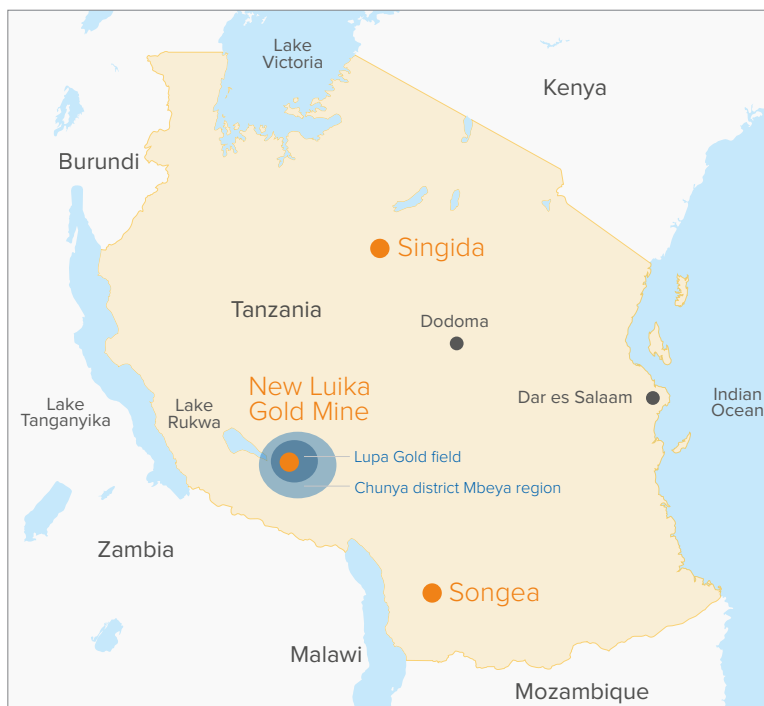 Lake
Victoria
Kenya
Burundi
Singida
Tanzania
Dodoma
New Luika
Gold Mine
Lake
Tanganyika
Lake
Rukwa
Dar es Salaam
Indian
Ocean
Lupa Gold field
Chunya district Mbeya region
Zambia
Songea
Malawi
Mozambique